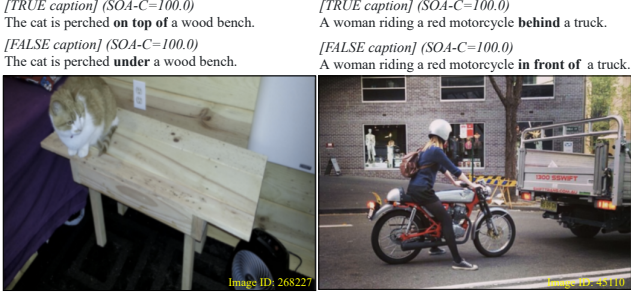 [TRUE caption] (SOA-C=100.0)
The cat is perched on top of a wood bench.
[FALSE caption] (SOA-C=100.0)
The cat is perched under a wood bench.
[TRUE caption] (SOA-C=100.0)
A woman riding a red motorcycle behind a truck.
[FALSE caption] (SOA-C=100.0)
A woman riding a red motorcycle in front of a truck.
Image ID: 268227
1300 SSWIFT
Image ID: 45110